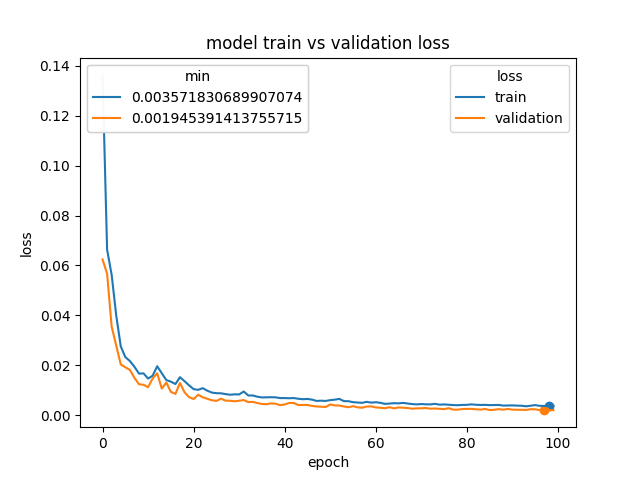 model train vs validation loss
min
0.003571830689907074
0.001945391413755715
loss
train
validation
0.14
0.12
0.10
0.08
0.06
0.04
0.02
0.00
loss
0 20 40 60 80 100
epoch